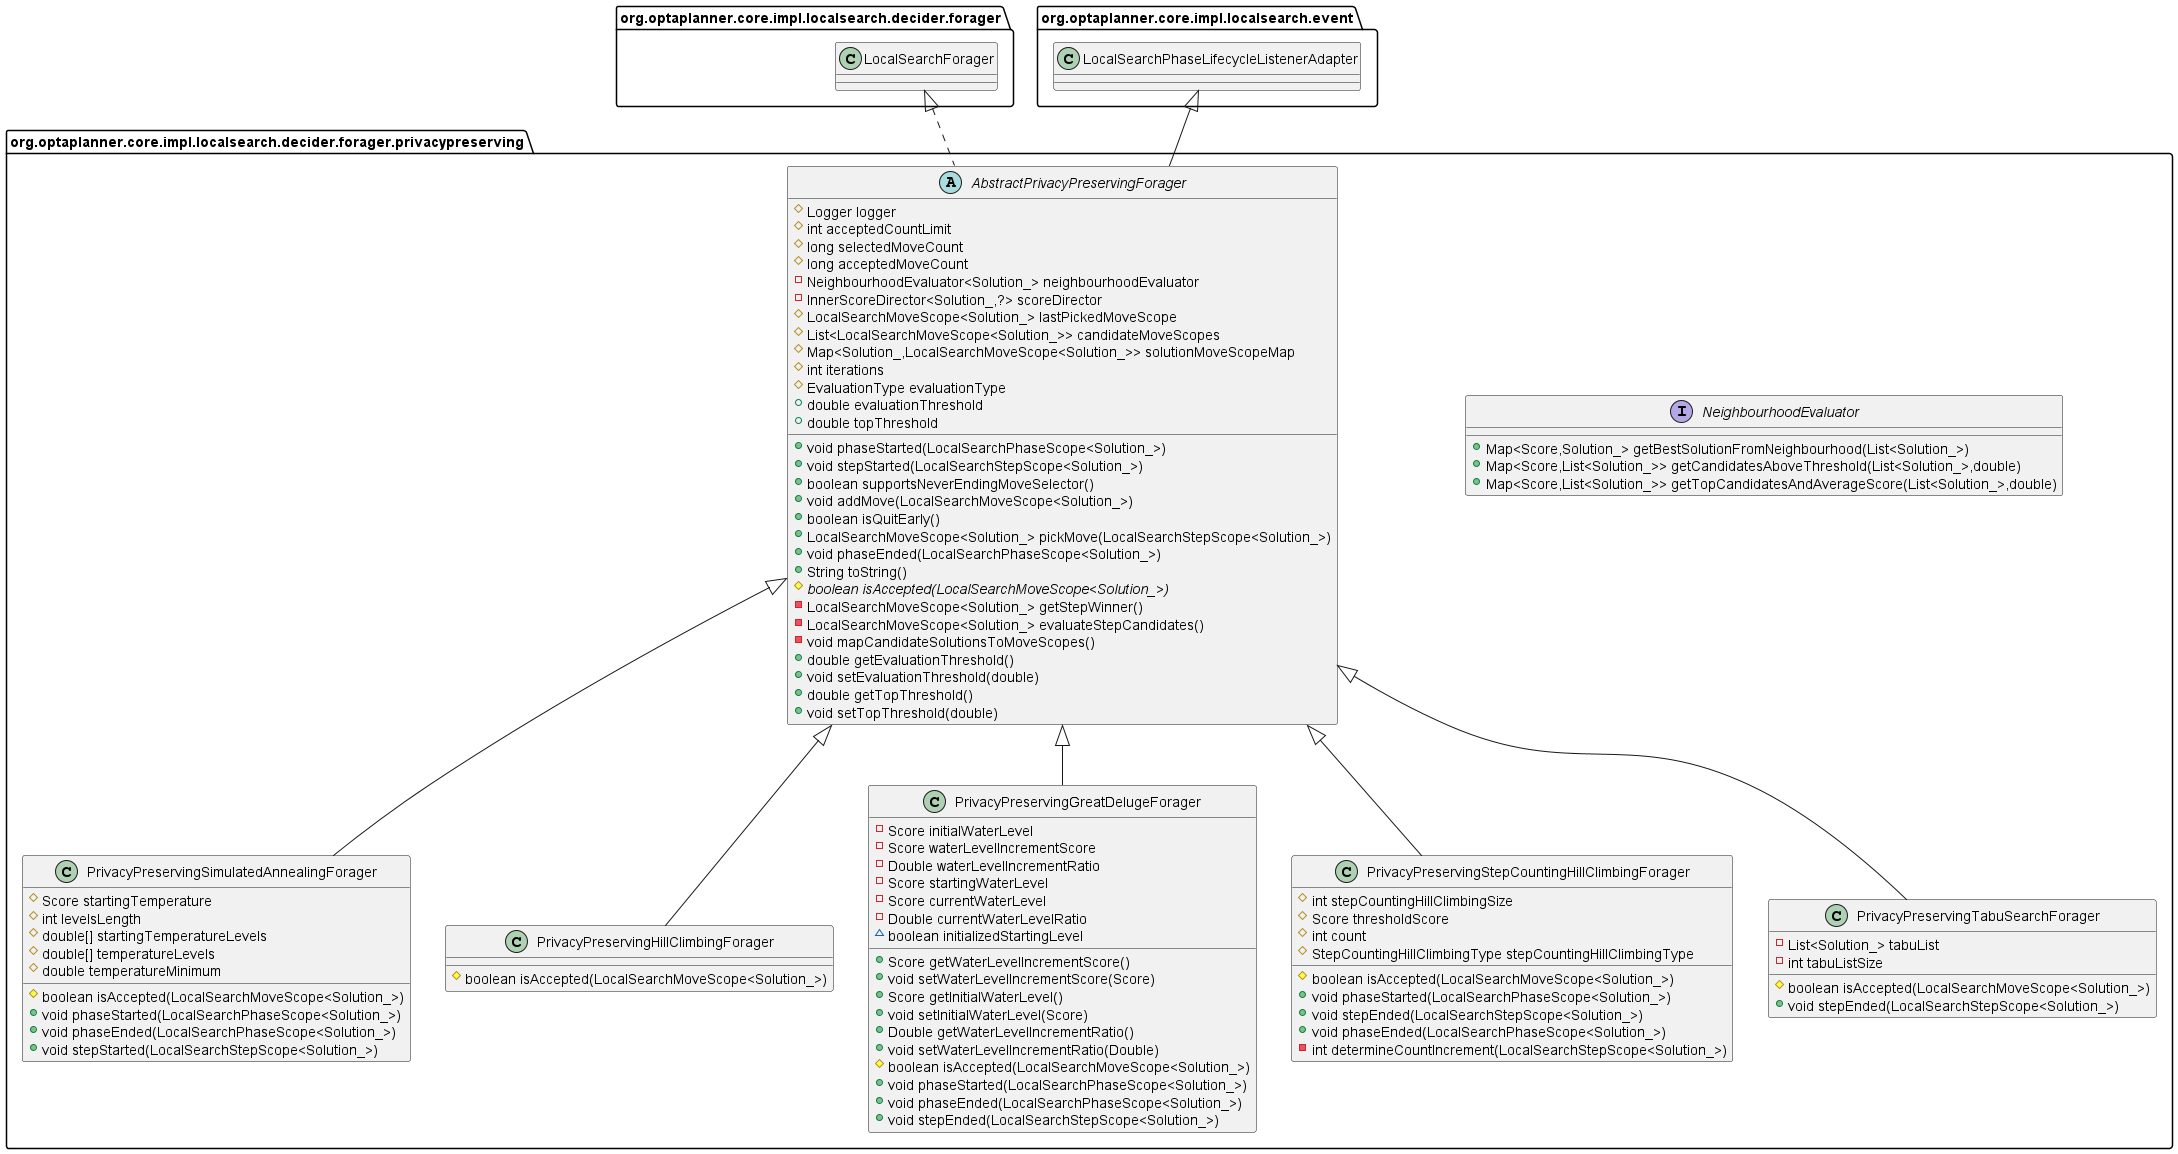 org.optaplanner.core.impl.localsearch.decider.forager
org.optaplanner.core.impl.localsearch.event
C LocalSearchForager
C LocalSearchPhaseLifecycleListenerAdapter
org.optaplanner.core.impl.localsearch.decider.forager.privacypreserving
A AbstractPrivacyPreservingForager
Logger logger
int acceptedCountLimit
long selectedMoveCount
long acceptedMoveCount
NeighbourhoodEvaluator<Solution_> neighbourhoodEvaluator
InnerScoreDirector<Solution_,?> scoreDirector
LocalSearchMoveScope<Solution_> lastPickedMoveScope
List<LocalSearchMoveScope<Solution_>> candidateMoveScopes
Map<Solution_,LocalSearchMoveScope<Solution_>> solutionMoveScopeMap
int iterations
EvaluationType evaluationType
double evaluationThreshold
double topThreshold
void phaseStarted(LocalSearchPhaseScope<Solution_>)
void stepStarted(LocalSearchStepScope<Solution_>)
boolean supportsNeverEndingMoveSelector()
void addMove(LocalSearchMoveScope<Solution_>)
boolean isQuitEarly()
LocalSearchMoveScope<Solution_> pickMove(LocalSearchStepScope<Solution_>)
void phaseEnded(LocalSearchPhaseScope<Solution_>)
String toString()
boolean isAccepted(LocalSearchMoveScope<Solution_>)
LocalSearchMoveScope<Solution_> getStepWinner()
LocalSearchMoveScope<Solution_> evaluateStepCandidates()
void mapCandidateSolutionsToMoveScopes()
double getEvaluationThreshold()
void setEvaluationThreshold(double)
double getTopThreshold()
void setTopThreshold(double)
I NeighbourhoodEvaluator
Map<Score,Solution_> getBestSolutionFromNeighbourhood(List<Solution_>)
Map<Score,List<Solution_>> getCandidatesAboveThreshold(List<Solution_>,double)
Map<Score,List<Solution_>> getTopCandidatesAndAverageScore(List<Solution_>,double)
C PrivacyPreservingSimulatedAnnealingForager
Score startingTemperature
int levelsLength
double[] startingTemperatureLevels
double[] temperatureLevels
double temperatureMinimum
boolean isAccepted(LocalSearchMoveScope<Solution_>)
void phaseStarted(LocalSearchPhaseScope<Solution_>)
void phaseEnded(LocalSearchPhaseScope<Solution_>)
void stepStarted(LocalSearchStepScope<Solution_>)
C PrivacyPreservingHillClimbingForager
boolean isAccepted(LocalSearchMoveScope<Solution_>)
C PrivacyPreservingGreatDelugeForager
Score initialWaterLevel
Score waterLevelIncrementScore
Double waterLevelIncrementRatio
Score startingWaterLevel
Score currentWaterLevel
Double currentWaterLevelRatio
boolean initializedStartingLevel
Score getWaterLevelIncrementScore()
void setWaterLevelIncrementScore(Score)
Score getInitialWaterLevel()
void setInitialWaterLevel(Score)
Double getWaterLevelIncrementRatio()
void setWaterLevelIncrementRatio(Double)
boolean isAccepted(LocalSearchMoveScope<Solution_>)
void phaseStarted(LocalSearchPhaseScope<Solution_>)
void phaseEnded(LocalSearchPhaseScope<Solution_>)
void stepEnded(LocalSearchStepScope<Solution_>)
C PrivacyPreservingStepCountingHillClimbingForager
int stepCountingHillClimbingSize
Score thresholdScore
int count
StepCountingHillClimbingType stepCountingHillClimbingType
boolean isAccepted(LocalSearchMoveScope<Solution_>)
void phaseStarted(LocalSearchPhaseScope<Solution_>)
void stepEnded(LocalSearchStepScope<Solution_>)
void phaseEnded(LocalSearchPhaseScope<Solution_>)
int determineCountIncrement(LocalSearchStepScope<Solution_>)
C PrivacyPreservingTabuSearchForager
List<Solution_> tabuList
int tabuListSize
boolean isAccepted(LocalSearchMoveScope<Solution_>)
void stepEnded(LocalSearchStepScope<Solution_>)